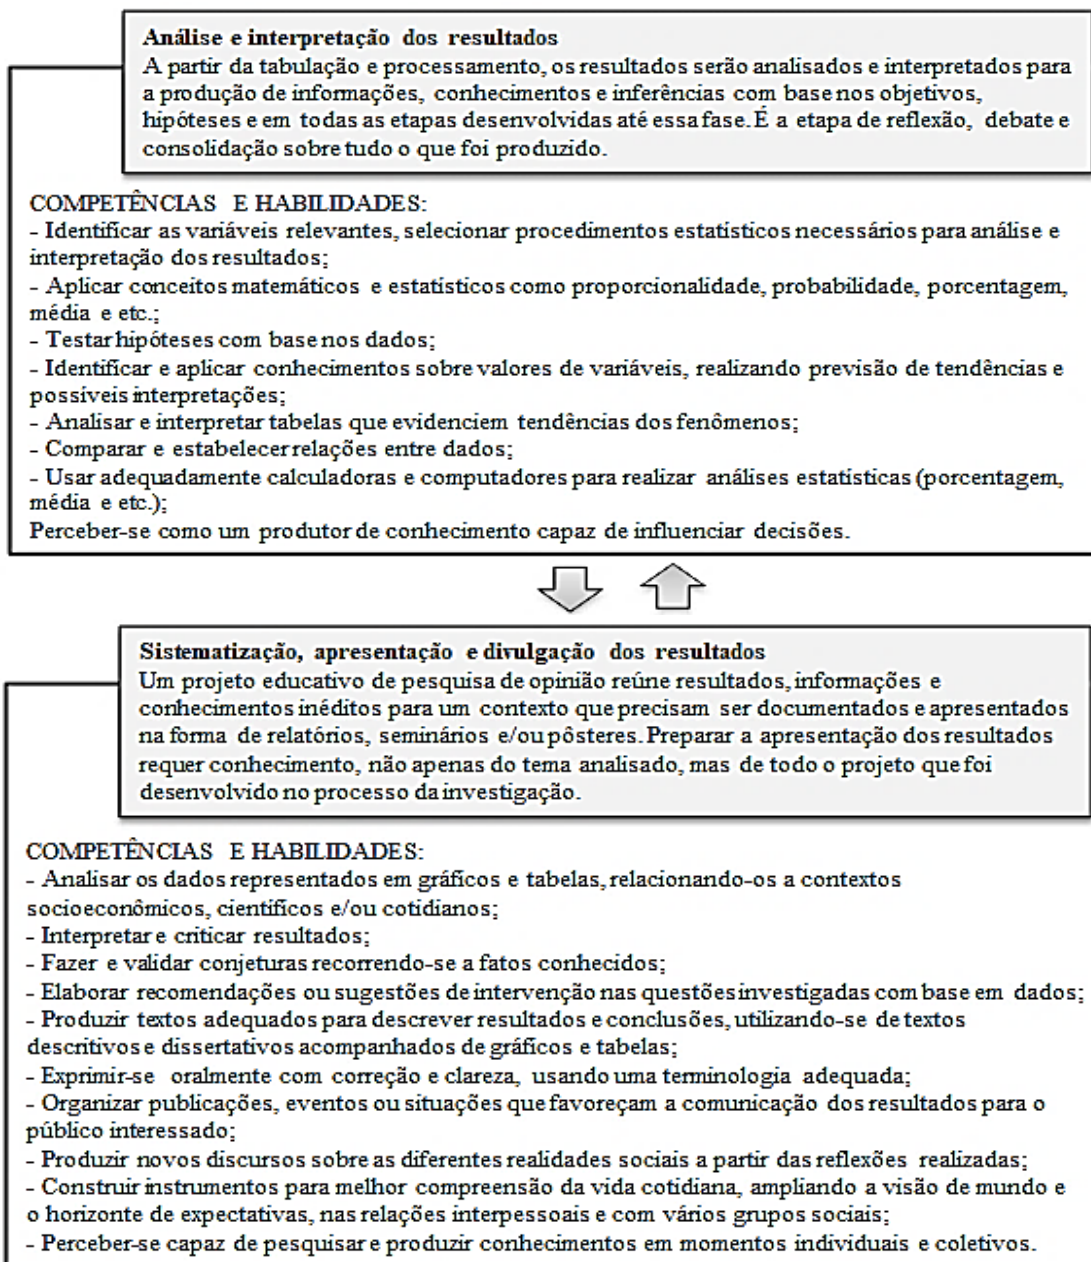 Análise e interpretação dos resultados
A partir da tabulação e processamento, os resultados serão analisados e interpretados para
a produção de informações, conhecimentos e inferências com base nos objetivos,
hipóteses e em todas as etapas desenvolvidas até essa fase. É a etapa de reflexão, debate e
consolidação sobre tudo o que foi produzido.
COMPETÊNCIAS E HABILIDADES:
- Identificar as variáveis relevantes, selecionar procedimentos estatísticos necessários para análise e
interpretação dos resultados;
- Aplicar conceitos matemáticos e estatísticos como proporcionalidade, probabilidade, porcentagem,
média e etc.;
- Testar hipóteses com base nos dados;
- Identificar e aplicar conhecimentos sobre valores de variáveis, realizando previsão de tendências e
possíveis interpretações;
- Analisar e interpretar tabelas que evidenciem tendências dos fenômenos;
- Comparar e estabelecer relações entre dados;
- Usar adequadamente calculadoras e computadores para realizar análises estatísticas (porcentagem,
média e etc.);
Perceber-se como um produtor de conhecimento capaz de influenciar decisões.
Sistematização, apresentação e divulgação dos resultados
Um projeto educativo de pesquisa de opinião reúne resultados, informações e
conhecimentos inéditos para um contexto que precisam ser documentados e apresentados
na forma de relatórios, seminários e/ou pôsteres. Preparar a apresentação dos resultados
requer conhecimento, não apenas do tema analisado, mas de todo o projeto que foi
desenvolvido no processo da investigação.
COMPETÊNCIAS E HABILIDADES:
- Analisar os dados representados em gráficos e tabelas, relacionando-os a contextos
socioeconômicos, científicos e/ou cotidianos;
- Interpretar e criticar resultados;
- Fazer e validar conjeturas recorrendo-se a fatos conhecidos;
- Elaborar recomendações ou sugestões de intervenção nas questões investigadas com base em dados;
- Produzir textos adequados para descrever resultados e conclusões, utilizando-se de textos
descritivos e dissertativos acompanhados de gráficos e tabelas;
- Exprimir-se oralmente com correção e clareza, usando uma terminologia adequada;
- Organizar publicações, eventos ou situações que favoreçam a comunicação dos resultados para o
público interessado;
- Produzir novos discursos sobre as diferentes realidades sociais a partir das reflexões realizadas;
- Construir instrumentos para melhor compreensão da vida cotidiana, ampliando a visão de mundo e
o horizonte de expectativas, nas relações interpessoais e com vários grupos sociais;
- Perceber-se capaz de pesquisar e produzir conhecimentos em momentos individuais e coletivos.